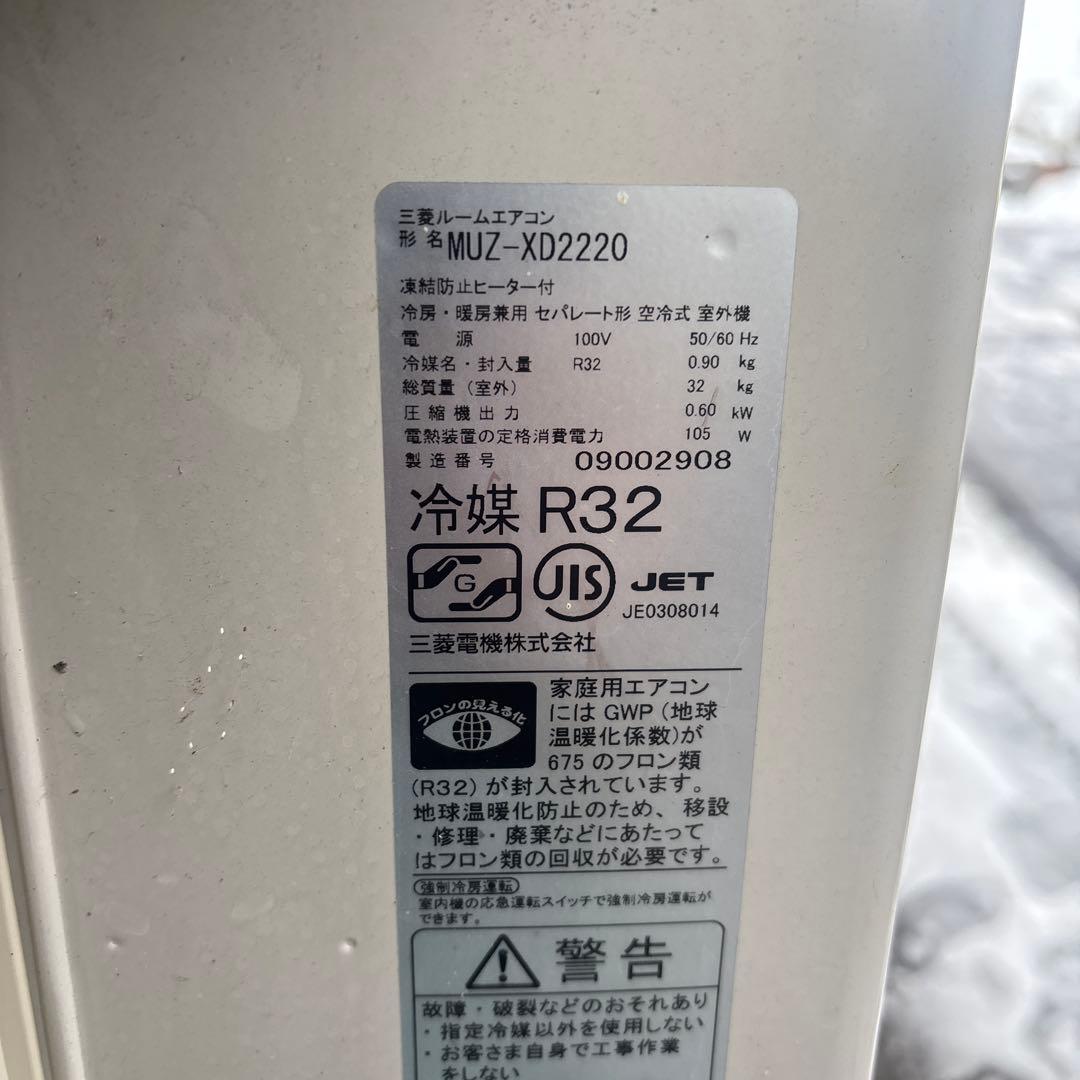 三菱ルームエアコン
形名 MUZ-XD2220
凍結防止ヒーター付
冷房・暖房兼用 セパレート形 空冷式 室外機
電源 100V 50/60 Hz
冷媒名・封入量 R32 0.90 kg
総質量(室外) 32 kg
圧縮機出力 0.60 kW
電熱装置の定格消費電力 105 W
製造番号 09002908
冷媒 R32
G JIS JET
JE0308014
三菱電機株式会社
フロンの見える化
家庭用エアコン
にはGWP(地球
温暖化係数)が
675のフロン類
(R32)が封入されています。
地球温暖化防止のため、移設
・修理・廃棄などにあたって
はフロン類の回収が必要です。
強制冷房運転
室内機の応急運転スイッチで強制冷房運転が
できます。
警告
故障・破裂などのおそれあり
・指定冷媒以外を使用しない
・お客さま自身で工事作業
をしない